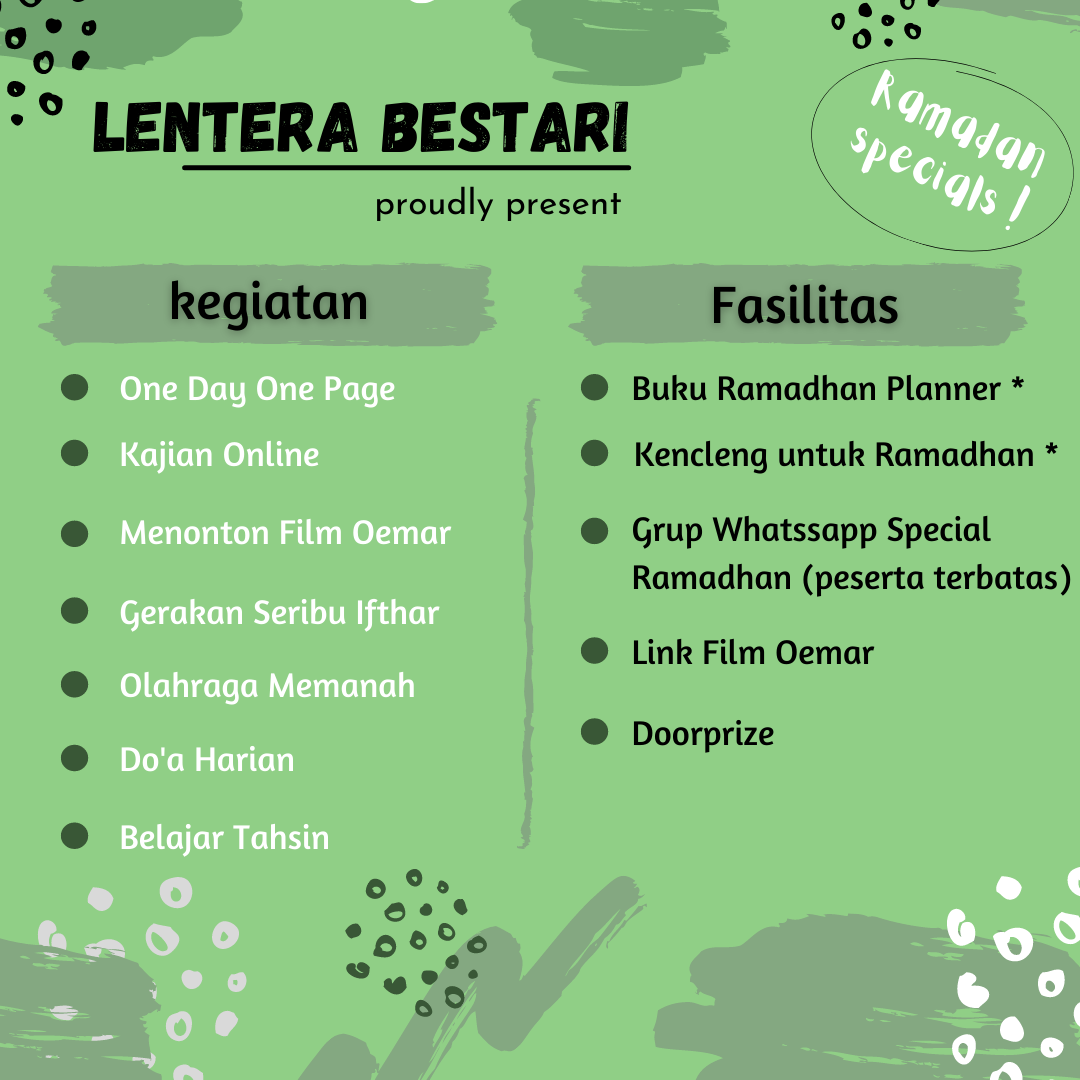 LENTERA BESTARI
proudly present
Ramadan
specials !
kegiatan
One Day One Page
Kajian Online
Menonton Film Oemar
Gerakan Seribu Ifthar
Olahraga Memanah
Do'a Harian
Belajar Tahsin
Fasilitas
Buku Ramadhan Planner *
Kencleng untuk Ramadhan *
Grup Whatssapp Special
Ramadhan (peserta terbatas)
Link Film Oemar
Doorprize